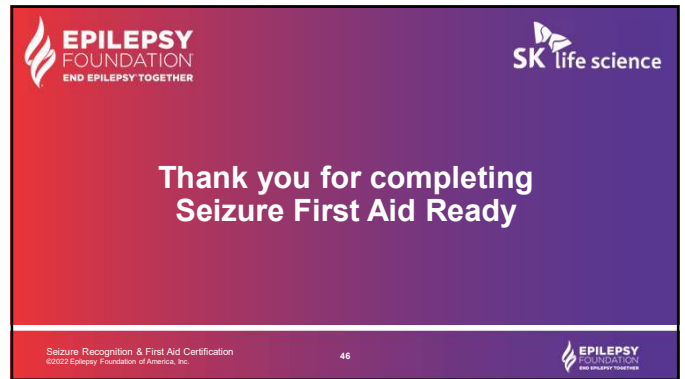 EPILEPSY
FOUNDATION
END EPILEPSY TOGETHER
SK life science
Thank you for completing
Seizure First Aid Ready
Seizure Recognition & First Aid Certification
©2022 Epilepsy Foundation of America, Inc.
46
EPILEPSY
FOUNDATION
END EPILEPSY TOGETHER